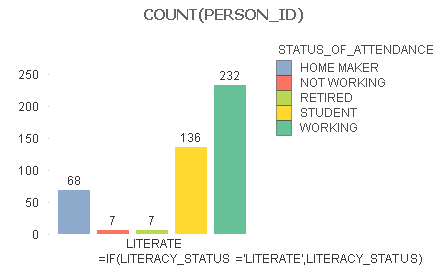 COUNT(PERSON_ID)
STATUS_OF_ATTENDANCE
HOME MAKER
NOT WORKING
RETIRED
STUDENT
WORKING
250
200
150
100
50
0
68
7
7
136
232
LITERATE
=IF(LITERACY_STATUS ='LITERATE',LITERACY_STATUS)